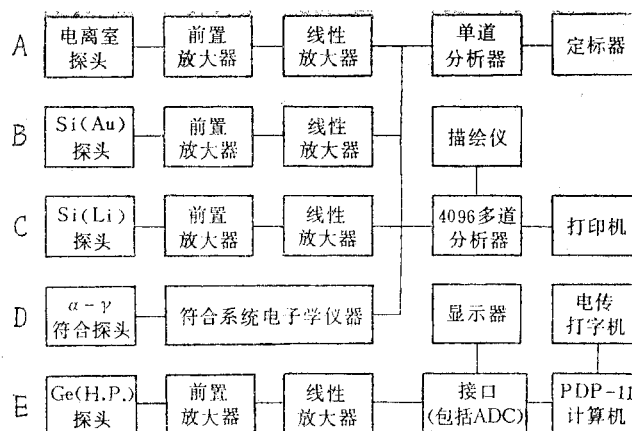 A
电离室
探头
前置
放大器
线性
放大器
单道
分析器
定标器
B
Si(Au)
探头
前置
放大器
线性
放大器
描绘仪
C
Si(Li)
探头
前置
放大器
线性
放大器
4096多道
分析器
打印机
D
α-γ
符合探头
符合系统电子学仪器
显示器
电传
打字机
E
Ge(H.P.)
探头
前置
放大器
线性
放大器
接口
(包括ADC)
PDP-11
计算机